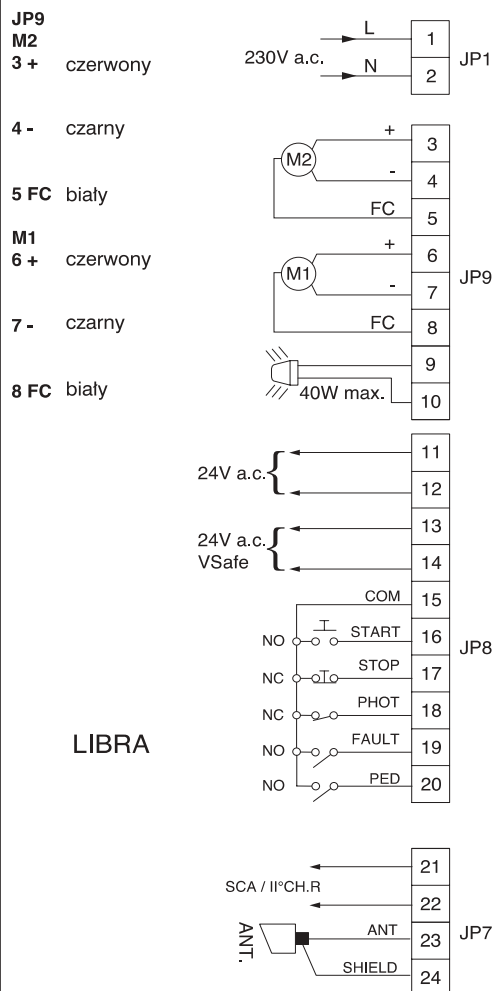 JP9
M2
3 + czerwony
4 - czarny
5 FC biały
M1
6 + czerwony
7 - czarny
8 FC biały
LIBRA
230V a.c.
L 1
N 2
JP1
M2
+ 3
- 4
FC 5
M1
+ 6
- 7
FC 8
JP9
9
40W max. 10
24V a.c.
11
12
24V a.c.
VSafe
13
14
COM 15
NO START 16
NC STOP 17
NC PHOT 18
NO FAULT 19
NO PED 20
JP8
SCA / II°CH.R
21
22
ANT.
ANT 23
SHIELD 24
JP7